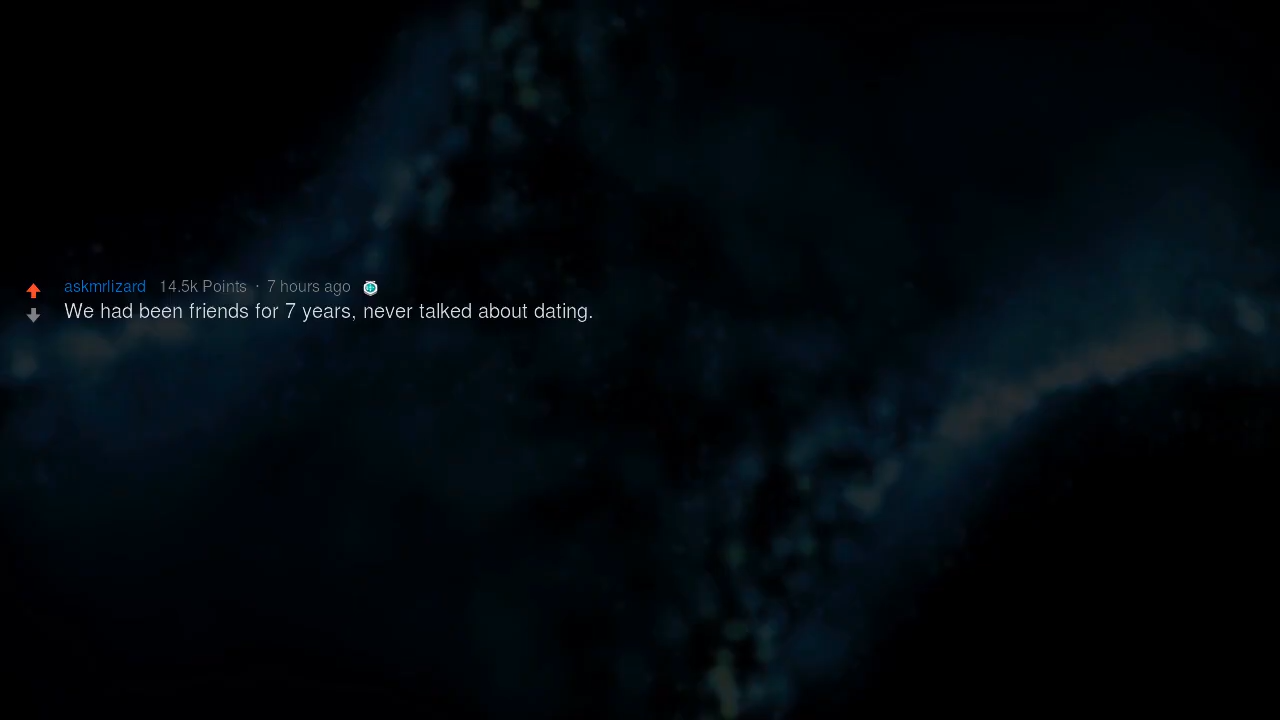 askmrlizard 14.5k Points · 7 hours ago
We had been friends for 7 years, never talked about dating.